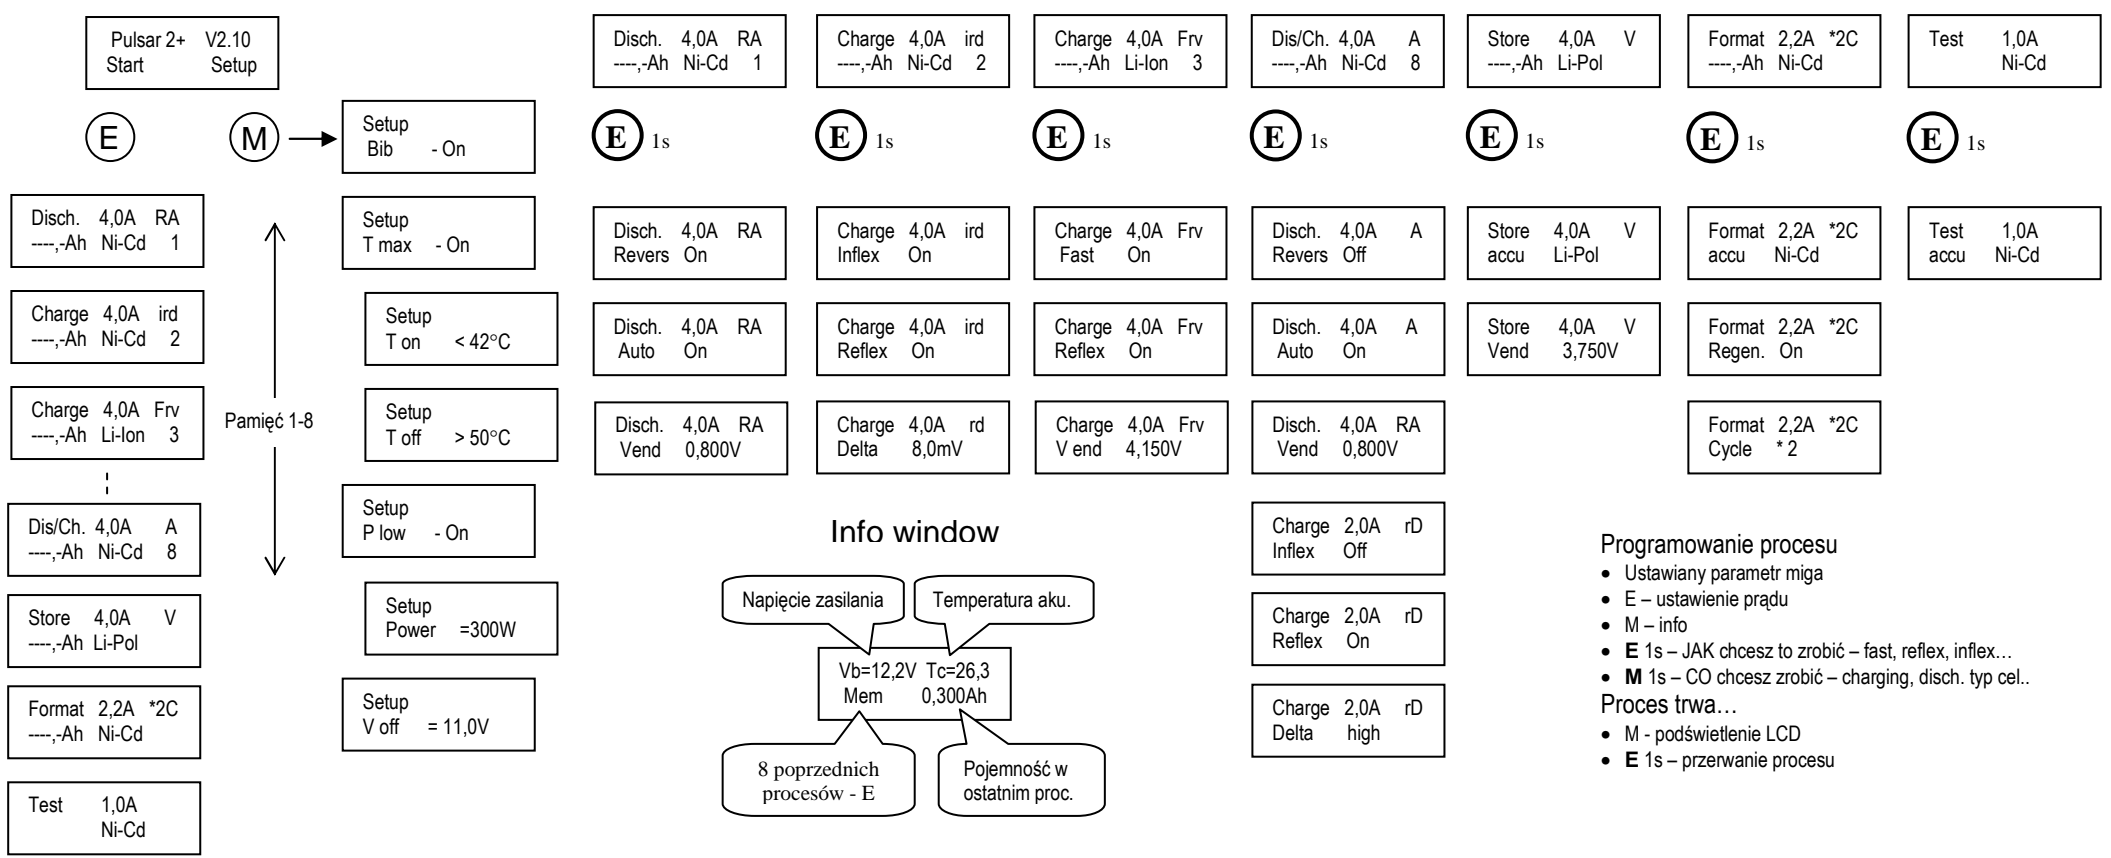 Pulsar 2+ V2.10
Start Setup
E
M
Setup
Bib - On
Setup
T max - On
Setup
T on < 42°C
Setup
T off > 50°C
Setup
P low - On
Setup
Power =300W
Setup
V off = 11,0V
Disch. 4,0A RA
----,-Ah Ni-Cd 1
Charge 4,0A ird
----,-Ah Ni-Cd 2
Charge 4,0A Frv
----,-Ah Li-Ion 3
Dis/Ch. 4,0A A
----,-Ah Ni-Cd 8
Store 4,0A V
----,-Ah Li-Pol
Format 2,2A *2C
----,-Ah Ni-Cd
Test 1,0A
Ni-Cd
Pamięć 1-8
Disch. 4,0A RA
----,-Ah Ni-Cd 1
E 1s
Disch. 4,0A RA
Revers On
Disch. 4,0A RA
Auto On
Disch. 4,0A RA
Vend 0,800V
Charge 4,0A ird
----,-Ah Ni-Cd 2
E 1s
Charge 4,0A ird
Inflex On
Charge 4,0A ird
Reflex On
Charge 4,0A rd
Delta 8,0mV
Charge 4,0A Frv
----,-Ah Li-Ion 3
E 1s
Charge 4,0A Frv
Fast On
Charge 4,0A Frv
Reflex On
Charge 4,0A Frv
V end 4,150V
Dis/Ch. 4,0A A
----,-Ah Ni-Cd 8
E 1s
Disch. 4,0A A
Revers Off
Disch. 4,0A A
Auto On
Disch. 4,0A RA
Vend 0,800V
Charge 2,0A rD
Inflex Off
Charge 2,0A rD
Reflex On
Charge 2,0A rD
Delta high
Store 4,0A V
----,-Ah Li-Pol
E 1s
Store 4,0A V
accu Li-Pol
Store 4,0A V
Vend 3,750V
Format 2,2A *2C
----,-Ah Ni-Cd
E 1s
Format 2,2A *2C
accu Ni-Cd
Format 2,2A *2C
Regen. On
Format 2,2A *2C
Cycle * 2
Test 1,0A
Ni-Cd
E 1s
Test 1,0A
accu Ni-Cd
Info window
Napięcie zasilania
Temperatura aku.
Vb=12,2V Tc=26,3
Mem 0,300Ah
8 poprzednich
procesów - E
Pojemność w
ostatnim proc.
Programowanie procesu
• Ustawiany parametr miga
• E – ustawienie prądu
• M – info
• E 1s – JAK chcesz to zrobić – fast, reflex, inflex…
• M 1s – CO chcesz zrobić – charging, disch. typ cel..
Proces trwa…
• M - podświetlenie LCD
• E 1s – przerwanie procesu